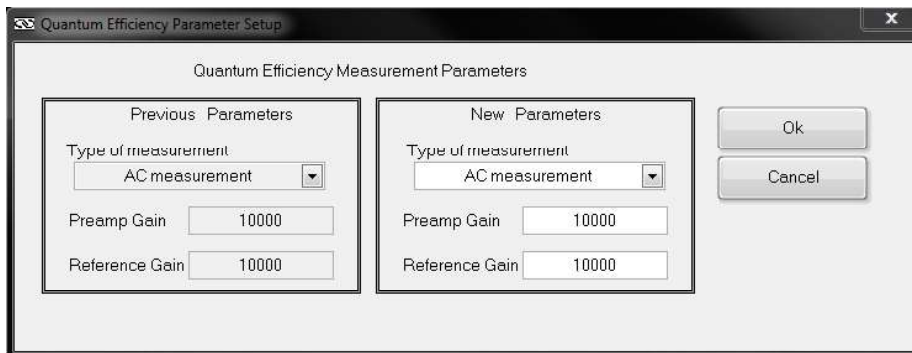 Quantum Efficiency Parameter Setup
X
Quantum Efficiency Measurement Parameters
Previous Parameters
Type of measurement
AC measurement
Preamp Gain 10000
Reference Gain 10000
New Parameters
Type of measurement
AC measurement
Preamp Gain 10000
Reference Gain 10000
Ok
Cancel